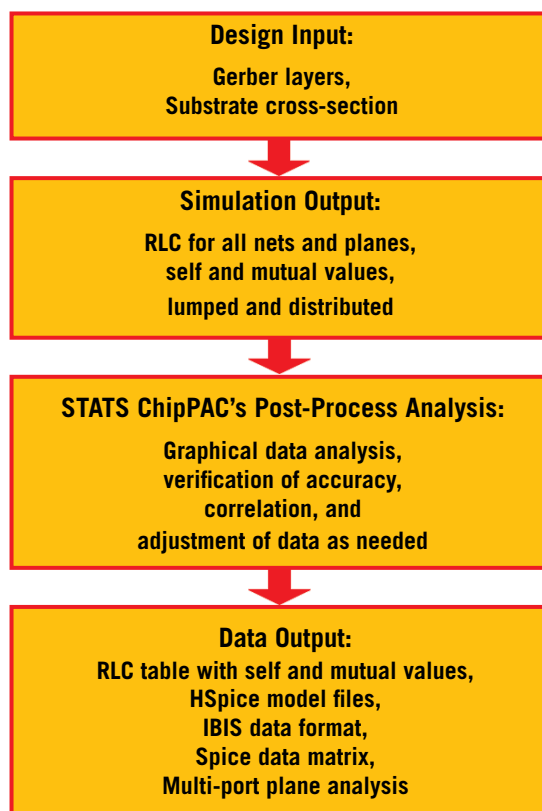 Design Input:
Gerber layers,
Substrate cross-section
Simulation Output:
RLC for all nets and planes,
self and mutual values,
lumped and distributed
STATS ChipPAC's Post-Process Analysis:
Graphical data analysis,
verification of accuracy,
correlation, and
adjustment of data as needed
Data Output:
RLC table with self and mutual values,
HSpice model files,
IBIS data format,
Spice data matrix,
Multi-port plane analysis